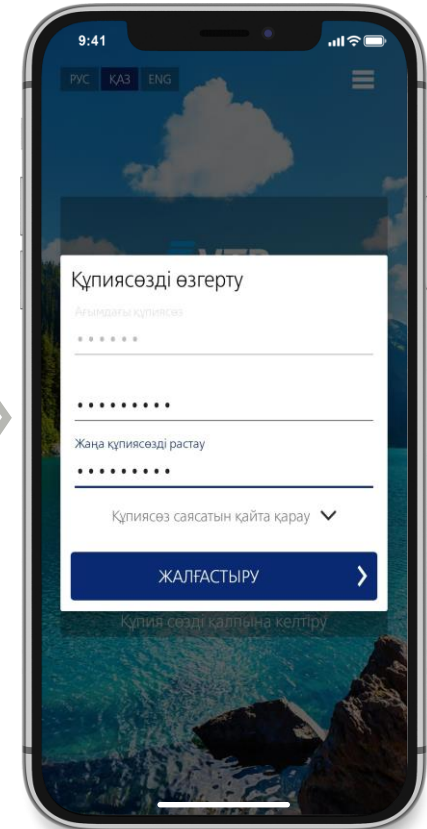 9:41
РУС ҚАЗ ENG
Құпиясөзді өзгерту
Ағымдағы құпиясөз
••••••
•••••••••
Жаңа құпиясөзді растау
•••••••••
Құпиясөз саясатын қайта қарау
ЖАЛҒАСТЫРУ
Құпия сөзді қалпына келтіру